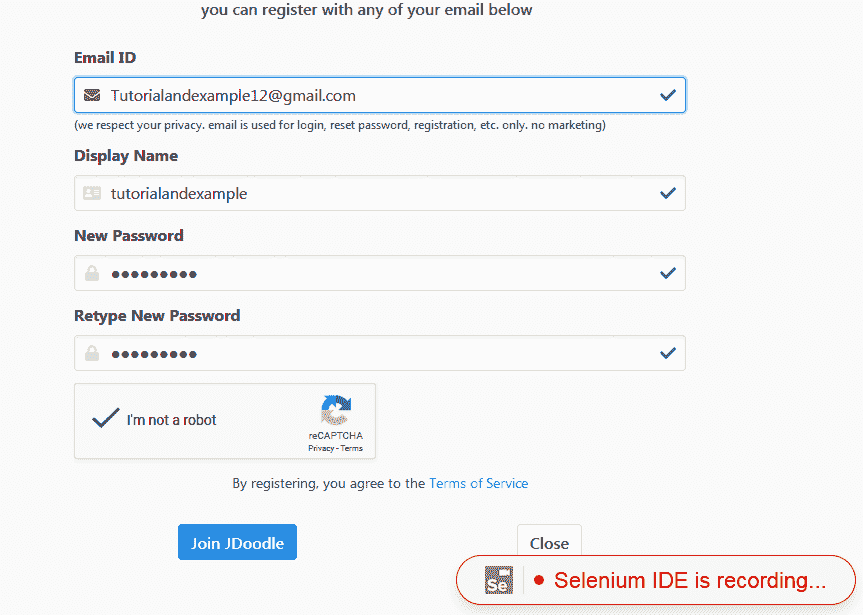 you can register with any of your email below
Email ID
Tutorialandexample12@gmail.com
(we respect your privacy. email is used for login, reset password, registration, etc. only. no marketing)
Display Name
tutorialandexample
New Password
●●●●●●●●●
Retype New Password
●●●●●●●●●
I'm not a robot
reCAPTCHA
Privacy - Terms
By registering, you agree to the Terms of Service
Join JDoodle
Close
Se
Selenium IDE is recording...